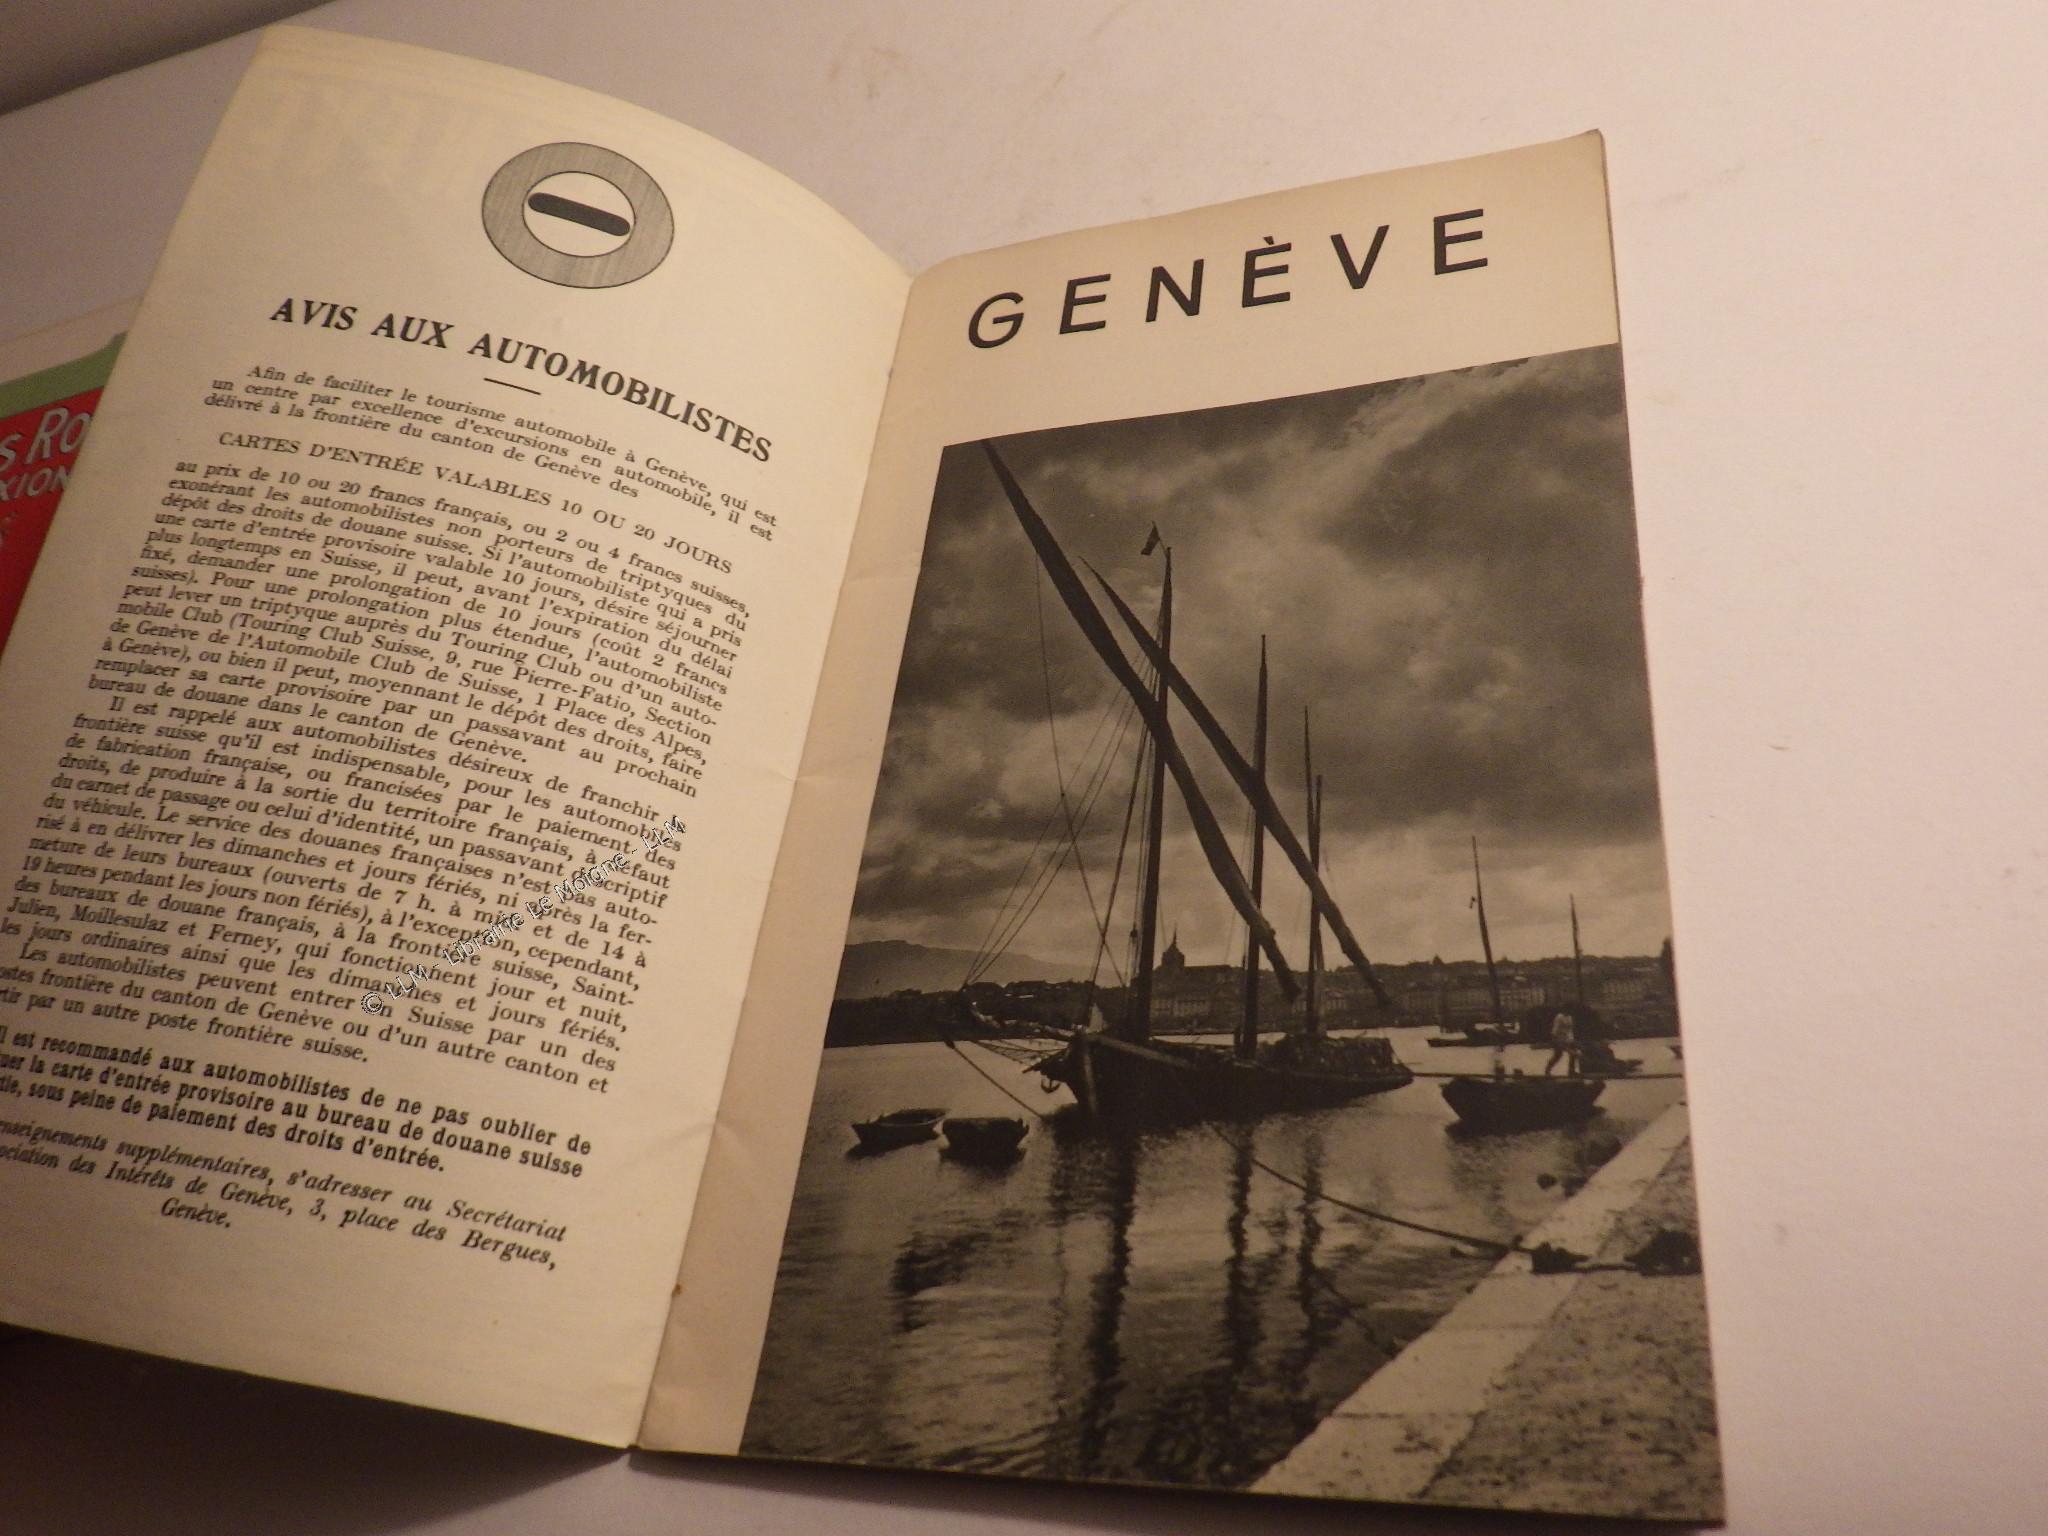 AVIS AUX AUTOMOBILISTES
Afin de faciliter le tourisme automobile à Genève, qui est
un centre par excellence d'excursions en automobile, il est
délivré à la frontière du canton de Genève des
CARTES D'ENTRÉE VALABLES 10 OU 20 JOURS
au prix de 10 ou 20 francs français, ou 2 ou 4 francs suisses,
exonérant les automobilistes non porteurs de triptyques du
dépôt des droits de douane suisse. Si l'automobiliste qui a pris
une carte d'entrée provisoire valable 10 jours, désire séjourner
plus longtemps en Suisse, il peut, avant l'expiration du délai
fixé, demander une prolongation de 10 jours (coût 2 francs
suisses). Pour une prolongation plus étendue, l'automobiliste
peut lever un triptyque auprès du Touring Club ou d'un auto-
mobile Club (Touring Club Suisse, 9, rue Pierre-Fatio, Section
de Genève de l'Automobile Club de Suisse, 1 Place des Alpes,
à Genève), ou bien il peut, moyennant le dépôt des droits, faire
remplacer sa carte provisoire par un passavant au prochain
bureau de douane dans le canton de Genève.
Il est rappelé aux automobilistes désireux de franchir la
frontière suisse qu'il est indispensable, pour les automobiles
de fabrication française, ou francisées par le paiement des
droits, de produire à la sortie du territoire français, à défaut
du carnet de passage ou celui d'identité, un passavant descriptif
du véhicule. Le service des douanes françaises n'est pas auto-
risé à en délivrer les dimanches et jours fériés, ni après la fer-
meture de leurs bureaux (ouverts de 7 h. à midi et de 14 à
19 heures pendant les jours non fériés), à l'exception, cependant,
des bureaux de douane français, à la frontière suisse, Saint-
Julien, Moillesulaz et Ferney, qui fonctionnent jour et nuit,
les jours ordinaires ainsi que les dimanches et jours fériés.
Les automobilistes peuvent entrer en Suisse par un des
postes frontière du canton de Genève ou d'un autre canton et
par un autre poste frontière suisse.
Il est recommandé aux automobilistes de ne pas oublier de
la carte d'entrée provisoire au bureau de douane suisse
sous peine de paiement des droits d'entrée.
supplémentaires, s'adresser au Secrétariat
des Intérêts de Genève, 3, place des Bergues,
Genève.
GENÈVE
© LLM - Librairie Le Moigne - LLM